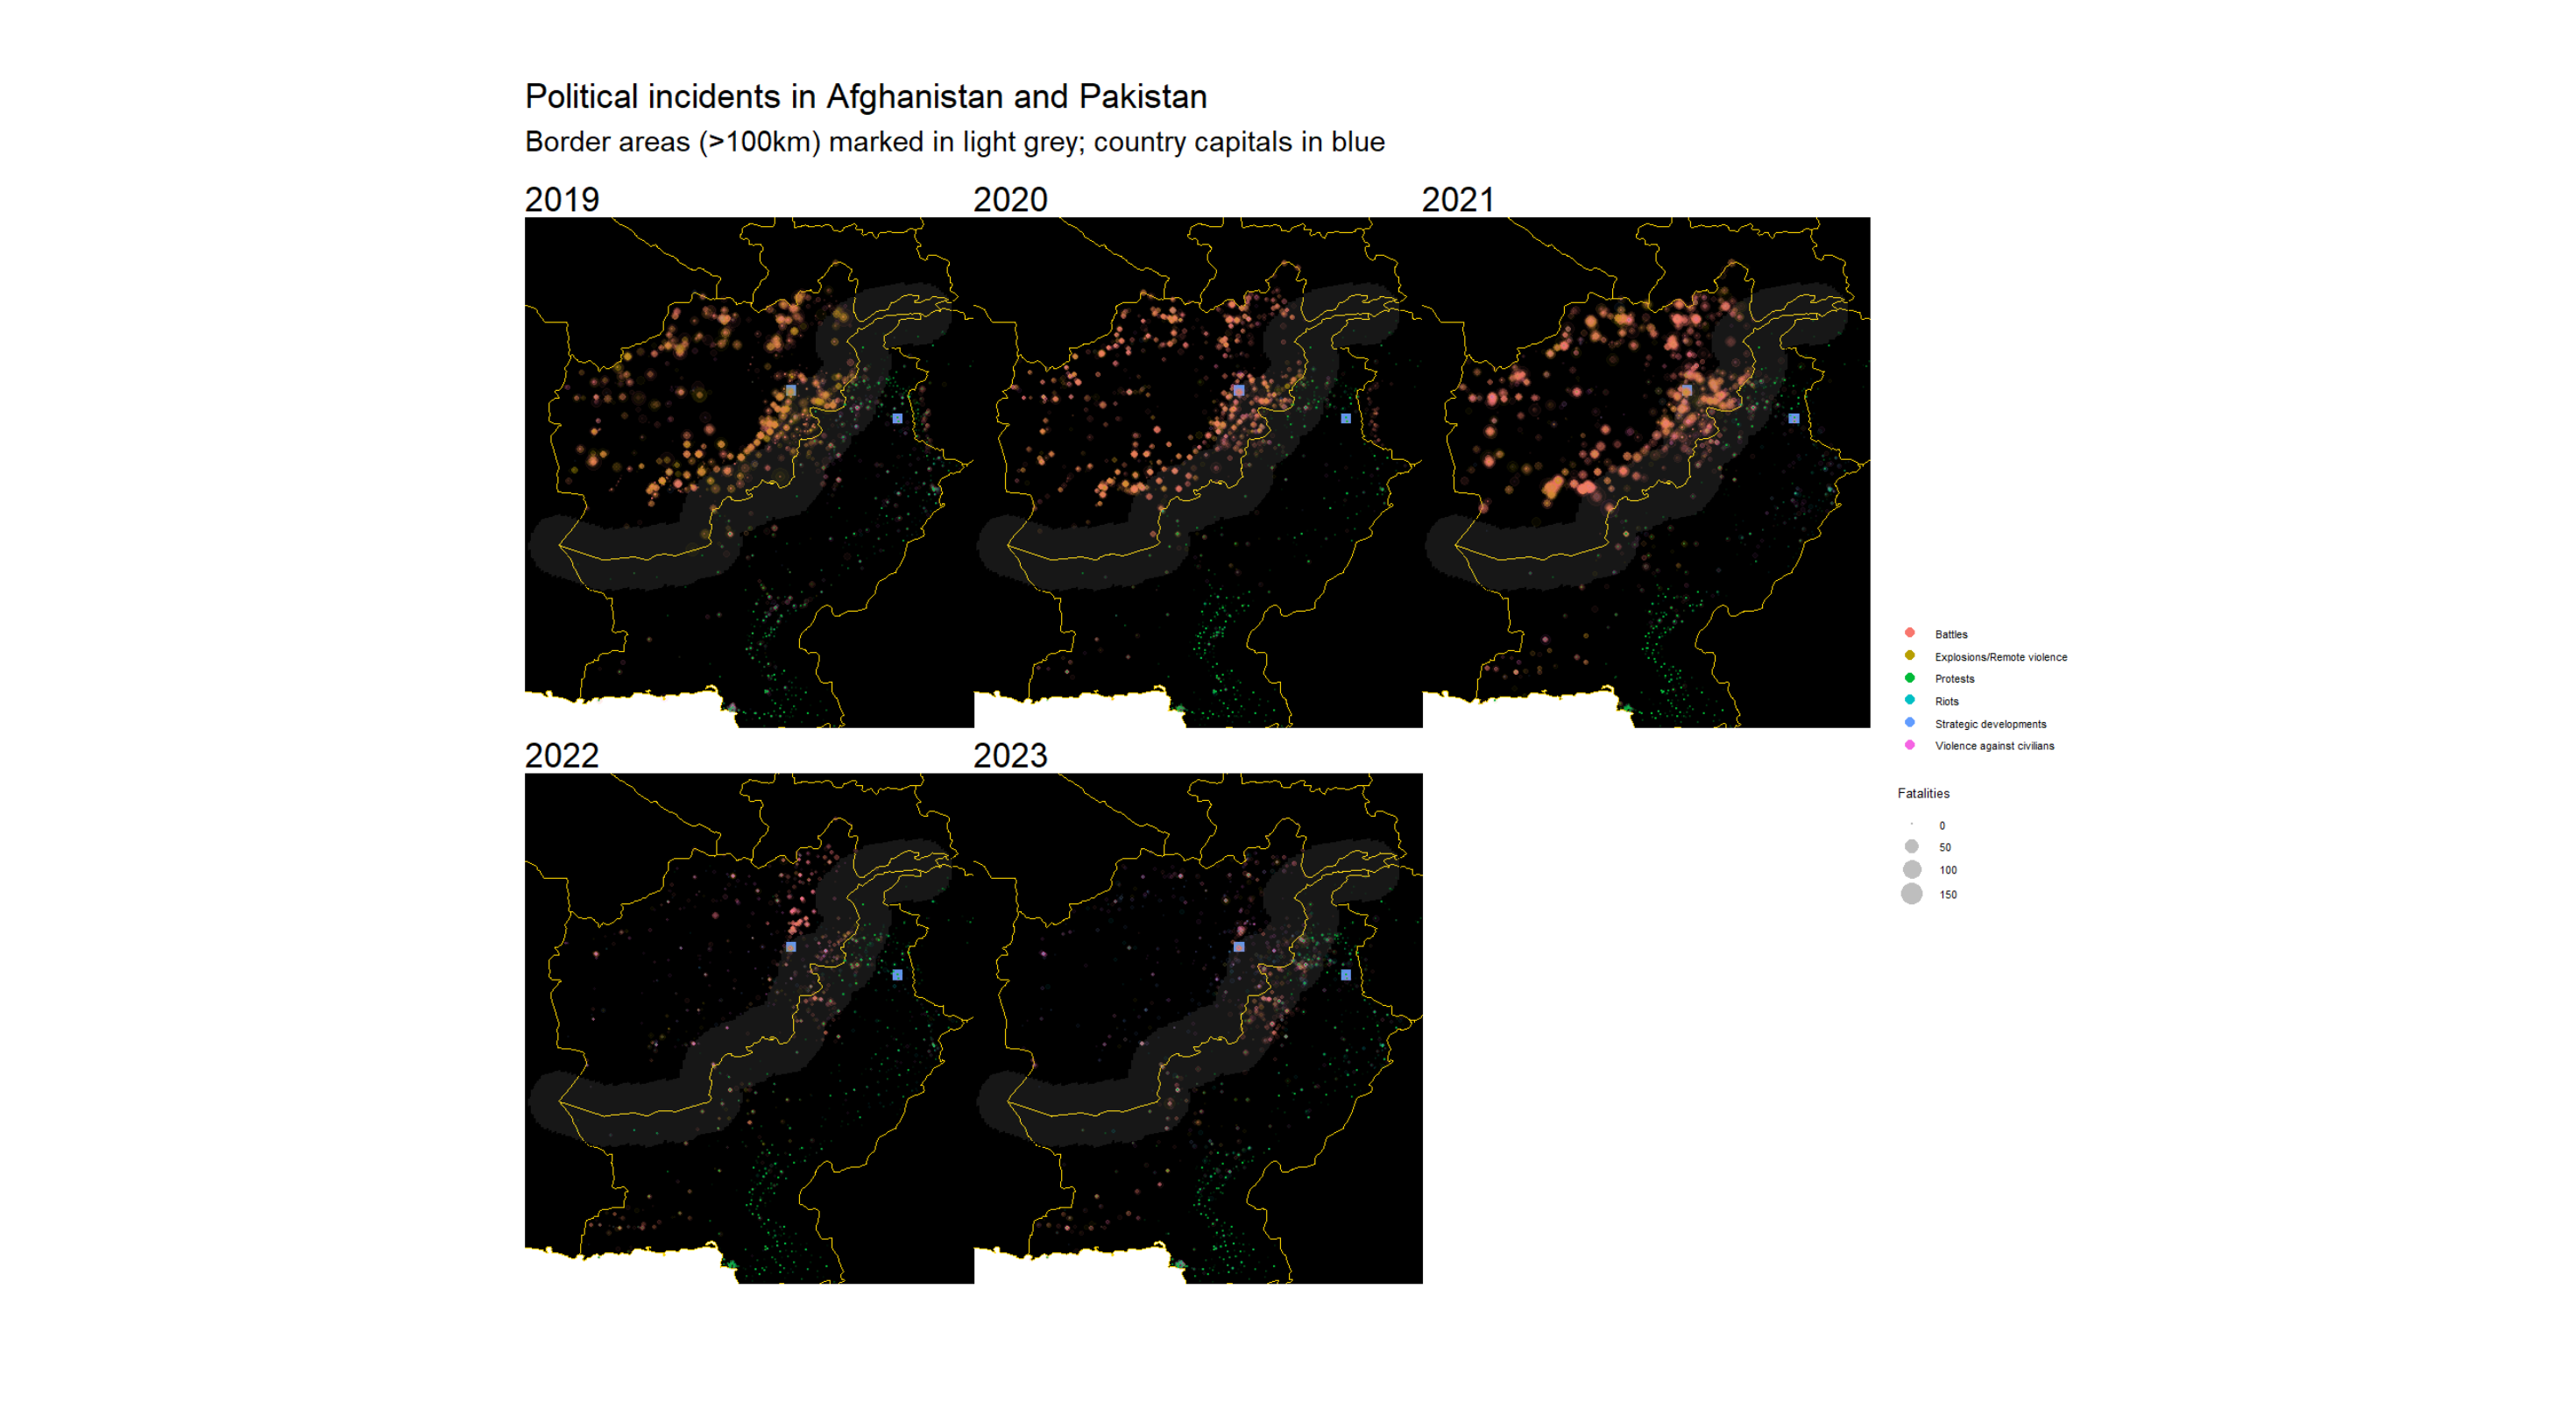 Political incidents in Afghanistan and Pakistan
Border areas (>100km) marked in light grey; country capitals in blue
2019
2020
2021
2022
2023
Battles
Explosions/Remote violence
Protests
Riots
Strategic developments
Violence against civilians
Fatalities
0
50
100
150